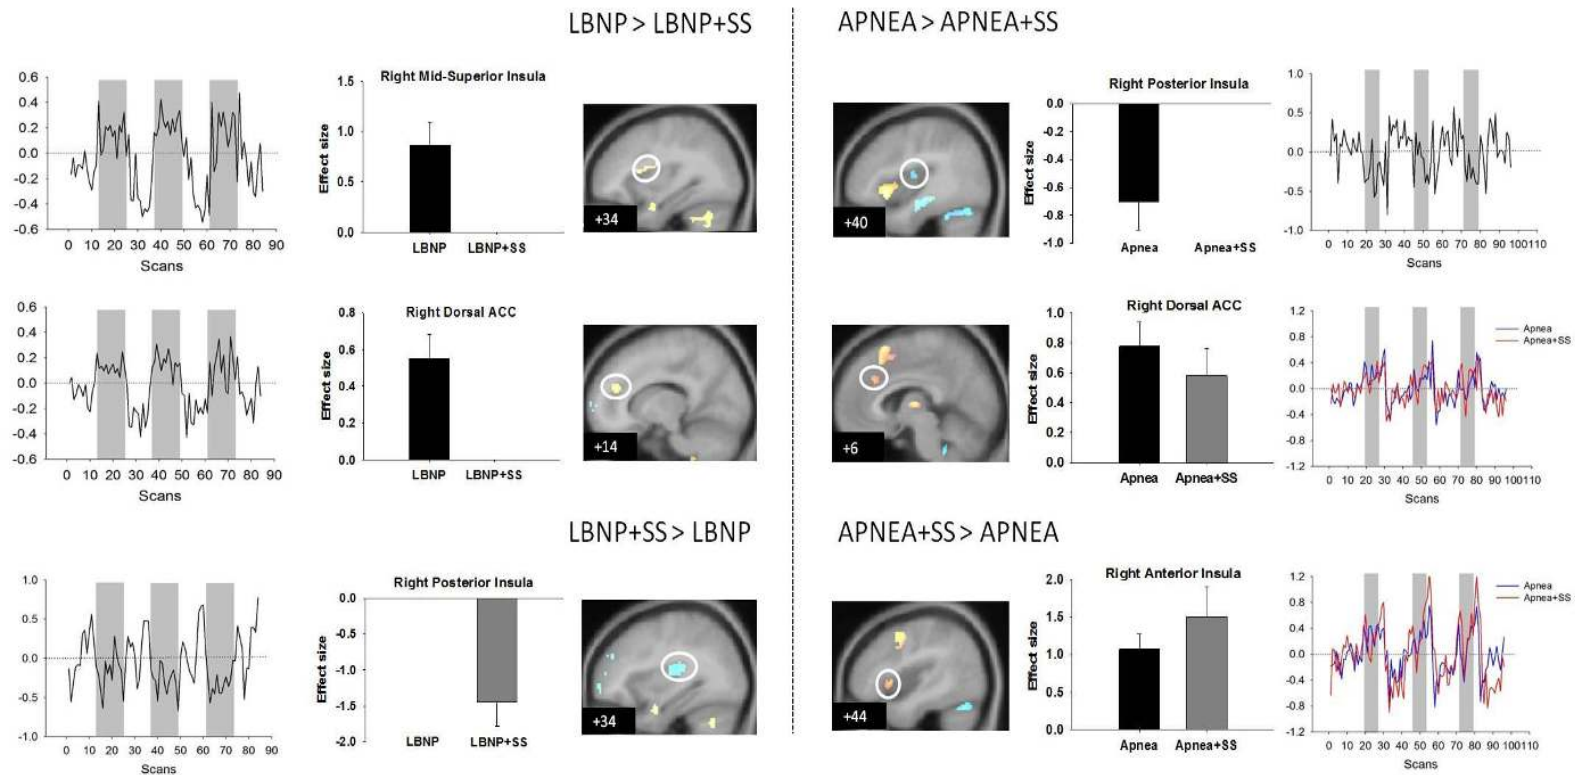 LBNP > LBNP+SS
APNEA > APNEA+SS
0.6
0.4
0.2
0.0
-0.2
-0.4
-0.6
0 10 20 30 40 50 60 70 80 90
Scans
Right Mid-Superior Insula
Effect size
1.5
1.0
0.5
0.0
LBNP LBNP+SS
+34
+40
Right Posterior Insula
Effect size
0.0
-0.2
-0.4
-0.6
-0.8
-1.0
Apnea Apnea+SS
1.0
0.5
0.0
-0.5
-1.0
0 10 20 30 40 50 60 70 80 90 100110
Scans
0.6
0.4
0.2
0.0
-0.2
-0.4
-0.6
0 10 20 30 40 50 60 70 80 90
Scans
Right Dorsal ACC
Effect size
0.8
0.6
0.4
0.2
0.0
LBNP LBNP+SS
+14
+6
Right Dorsal ACC
Effect size
1.0
0.8
0.6
0.4
0.2
0.0
Apnea Apnea+SS
1.2
0.8
0.4
0.0
-0.4
-0.8
-1.2
Apnea
Apnea+SS
0 10 20 30 40 50 60 70 80 90 100110
Scans
LBNP+SS > LBNP
APNEA+SS > APNEA
1.0
0.5
0.0
-0.5
-1.0
0 10 20 30 40 50 60 70 80 90
Scans
Right Posterior Insula
Effect size
0.0
-0.5
-1.0
-1.5
-2.0
LBNP LBNP+SS
+34
+44
Right Anterior Insula
Effect size
2.0
1.5
1.0
0.5
0.0
Apnea Apnea+SS
1.2
0.8
0.4
0.0
-0.4
-0.8
-1.2
Apnea
Apnea+SS
0 10 20 30 40 50 60 70 80 90 100110
Scans